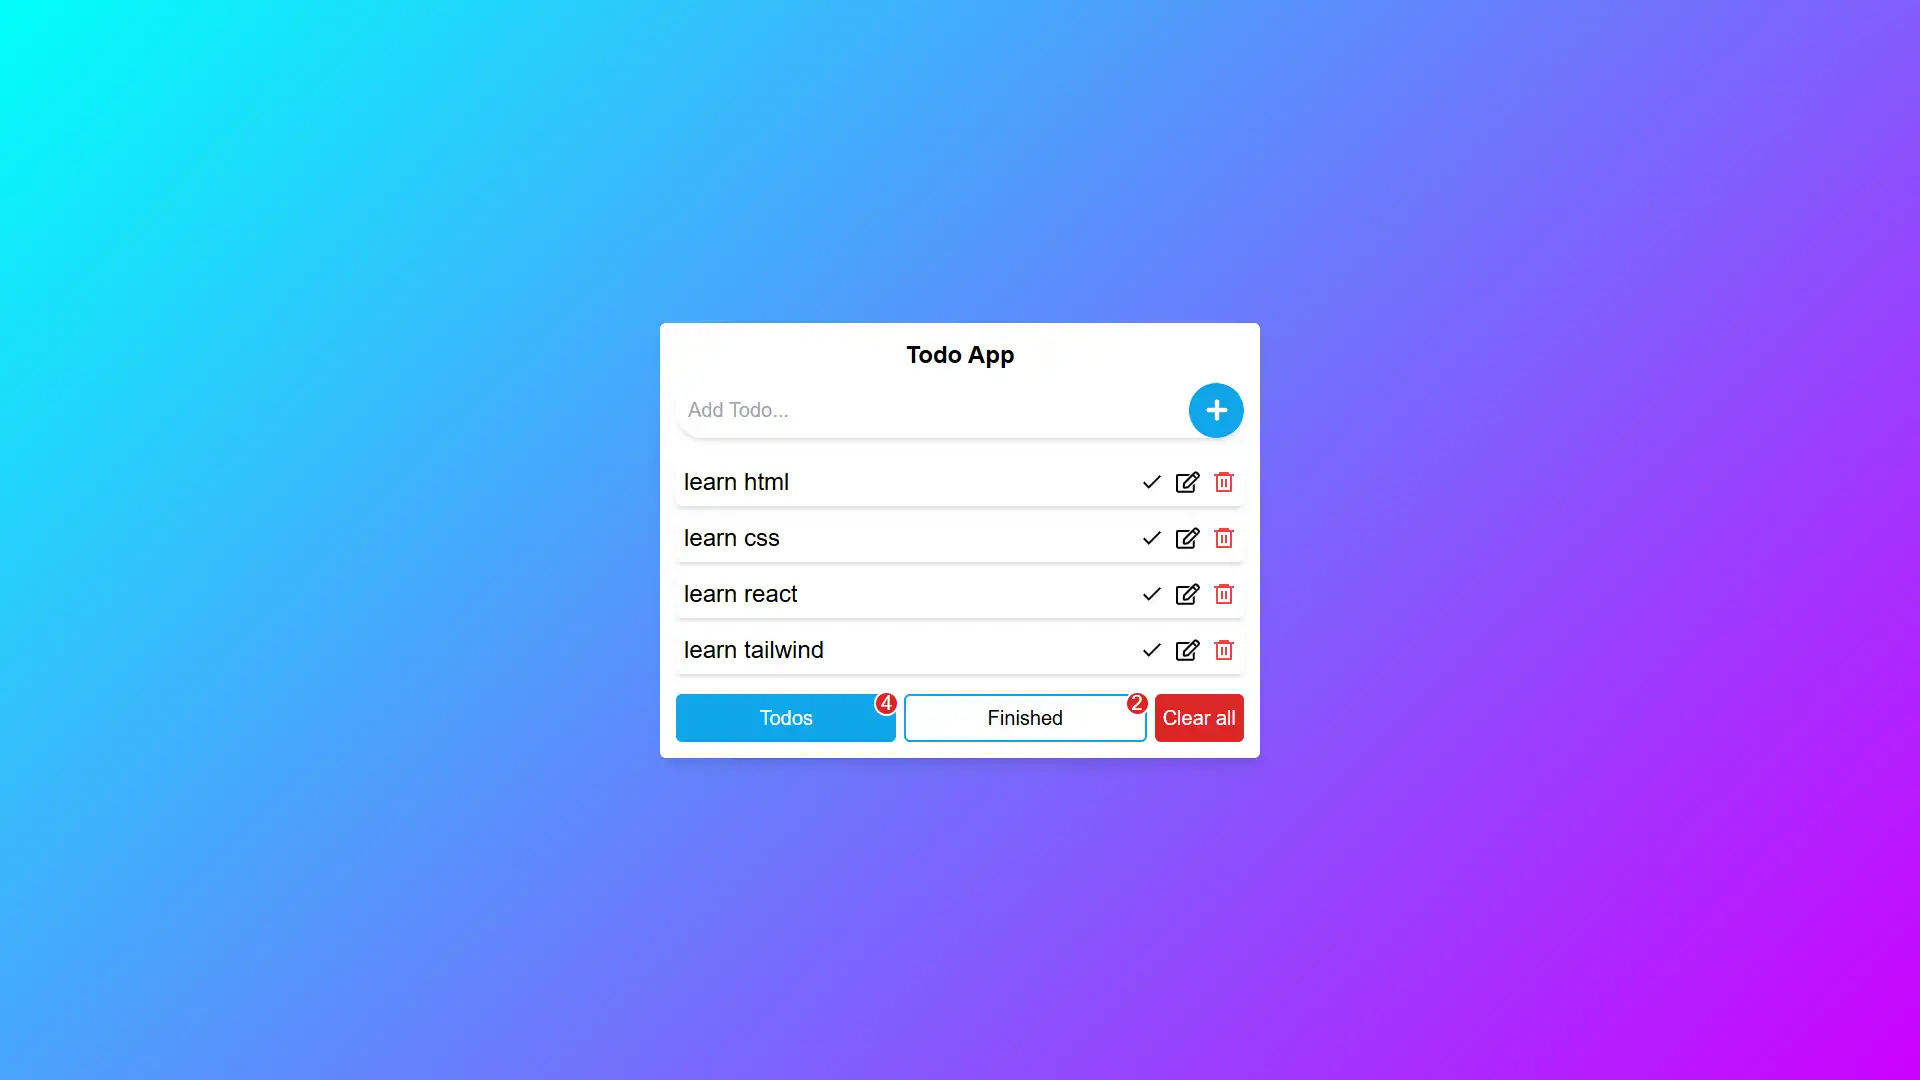 Todo App
Add Todo...
learn html
learn css
learn react
learn tailwind
Todos 4 Finished 2 Clear all